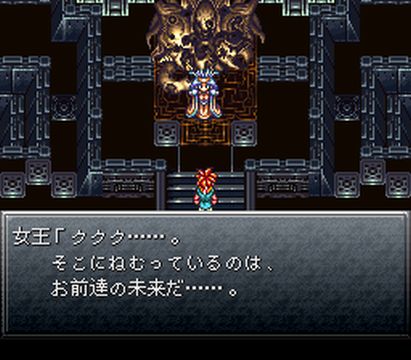 女王「ククク……。
そこにねむっているのは、
お前達の未来だ……。